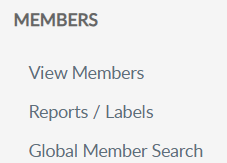 MEMBERS
View Members
Reports / Labels
Global Member Search